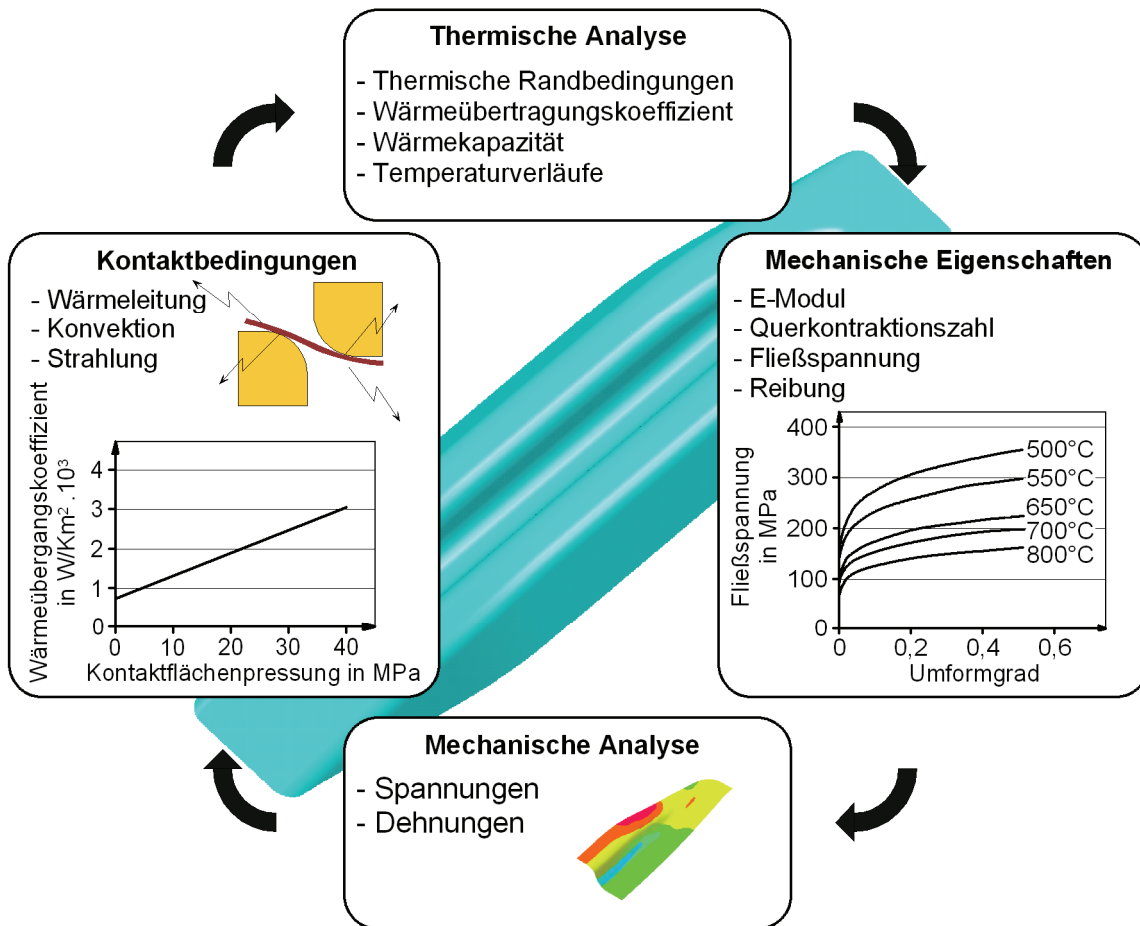 Thermische Analyse
- Thermische Randbedingungen
- Wärmeübertragungskoeffizient
- Wärmekapazität
- Temperaturverläufe
Kontaktbedingungen
- Wärmeleitung
- Konvektion
- Strahlung
Wärmeübergangskoeffizient
in W/Km² . 10³
4
3
2
1
0
0 10 20 30 40
Kontaktflächenpressung in MPa
Mechanische Eigenschaften
- E-Modul
- Querkontraktionszahl
- Fließspannung
- Reibung
Fließspannung
in MPa
400
300
200
100
0
500°C
550°C
650°C
700°C
800°C
0 0,2 0,4 0,6
Umformgrad
Mechanische Analyse
- Spannungen
- Dehnungen